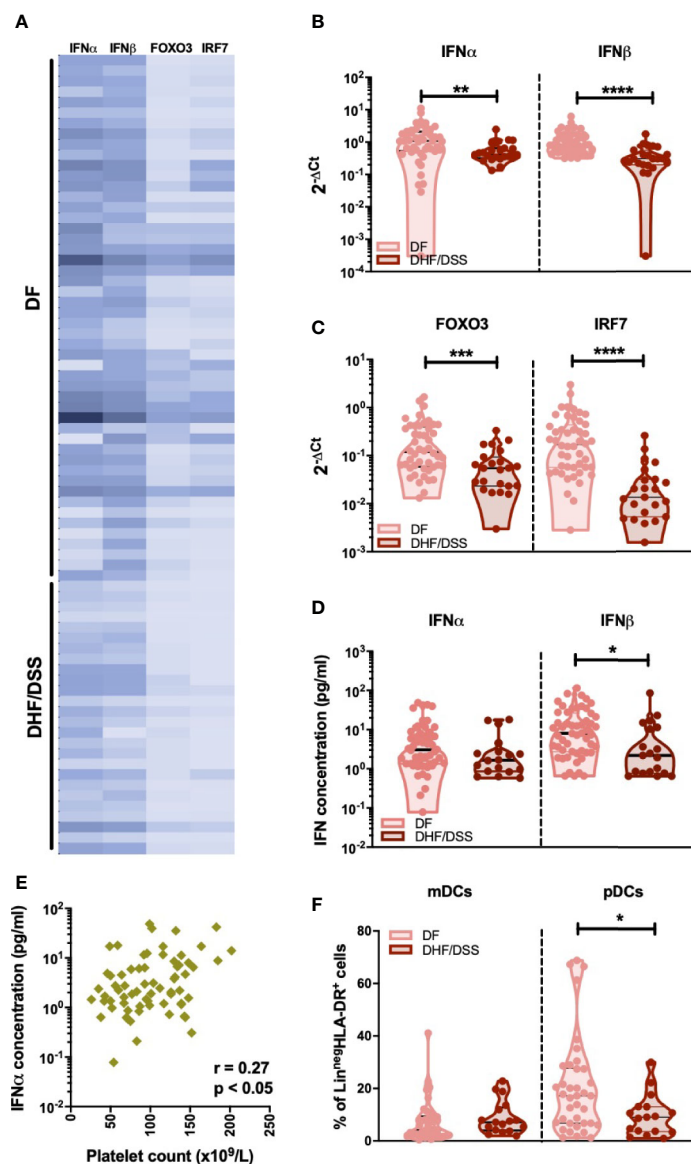 A
IFNα IFNβ FOXO3 IRF7
DF
DHF/DSS
B
IFNα IFNβ
**
****
2-ΔCt
10²
10¹
10⁰
10⁻¹
10⁻²
10⁻³
10⁻⁴
DF
DHF/DSS
C
FOXO3 IRF7
***
****
2-ΔCt
10¹
10⁰
10⁻¹
10⁻²
10⁻³
DF
DHF/DSS
D
IFNα IFNβ
*
IFN concentration (pg/ml)
10³
10²
10¹
10⁰
10⁻¹
10⁻²
DF
DHF/DSS
E
IFNα concentration (pg/ml)
10²
10¹
10⁰
10⁻¹
10⁻²
r = 0.27
p < 0.05
0 50 100 150 200 250
Platelet count (x10⁹/L)
F
mDCs pDCs
DF
DHF/DSS
*
% of LinⁿᵉᵍHLA-DR⁺ cells
80
60
40
20
0